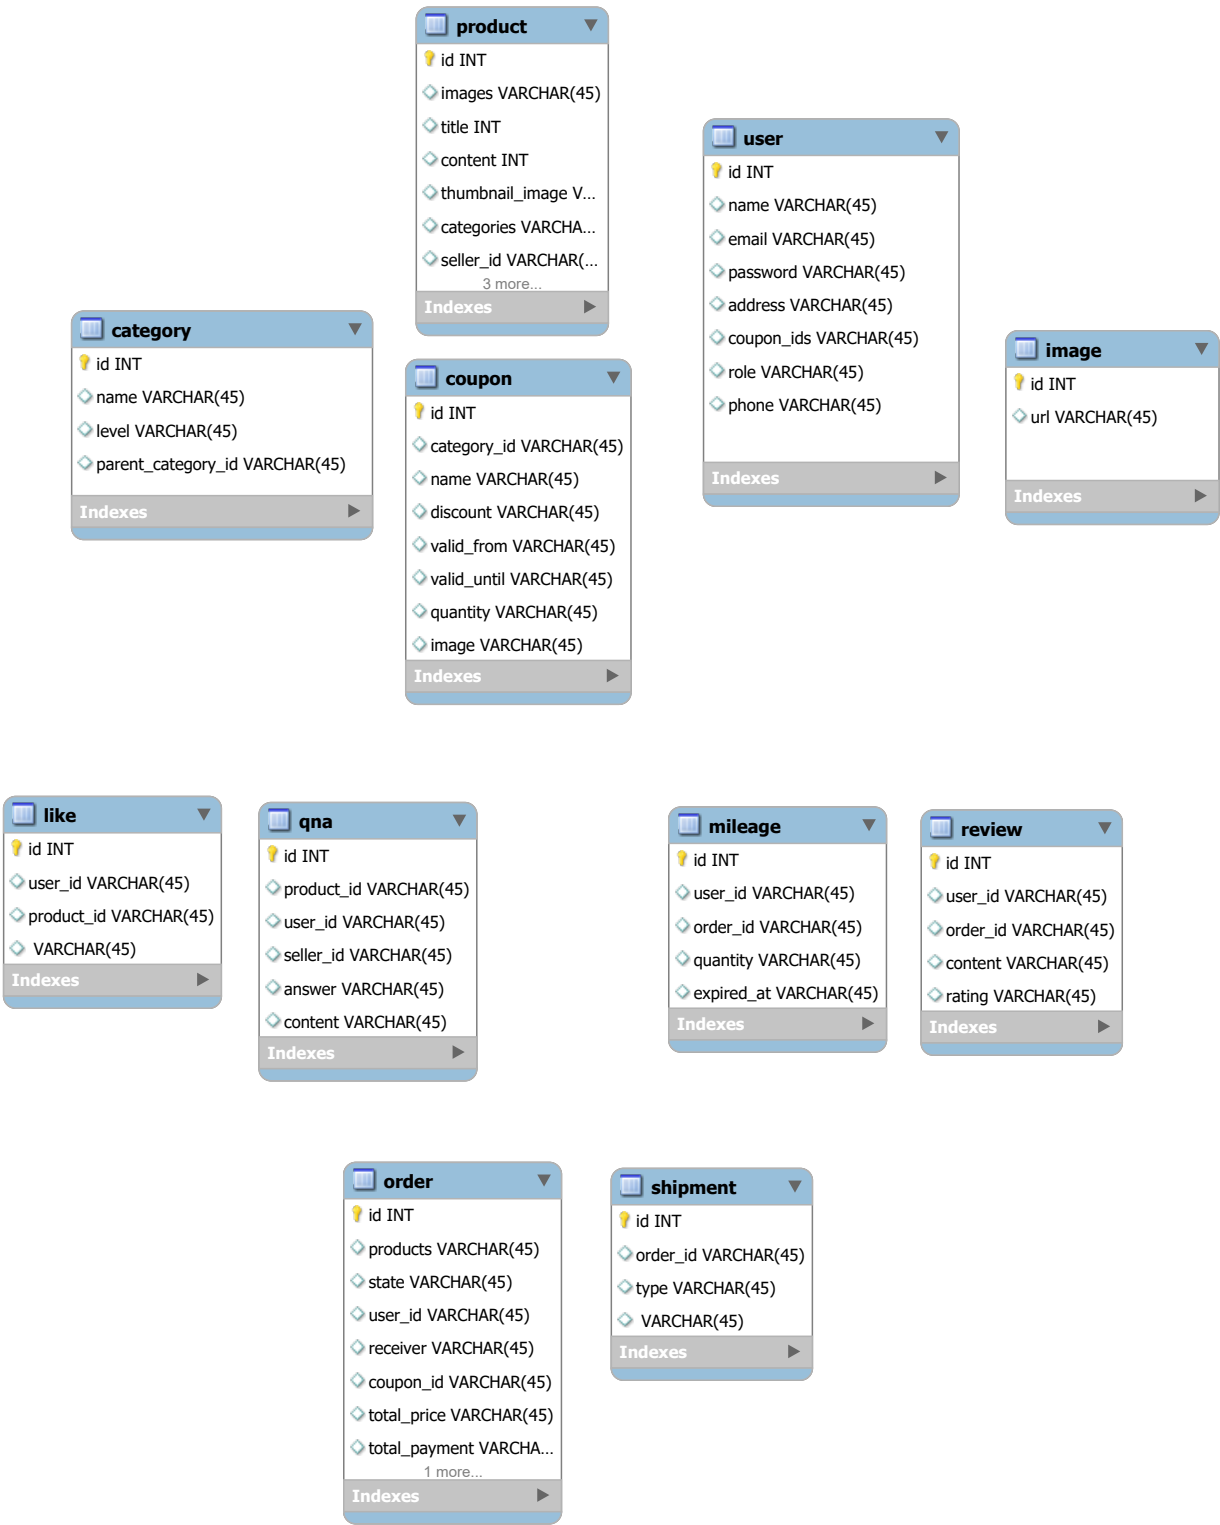 product
id INT
images VARCHAR(45)
title INT
content INT
thumbnail_image V...
categories VARCHA...
seller_id VARCHAR(...
3 more...
Indexes
user
id INT
name VARCHAR(45)
email VARCHAR(45)
password VARCHAR(45)
address VARCHAR(45)
coupon_ids VARCHAR(45)
role VARCHAR(45)
phone VARCHAR(45)
Indexes
category
id INT
name VARCHAR(45)
level VARCHAR(45)
parent_category_id VARCHAR(45)
Indexes
coupon
id INT
category_id VARCHAR(45)
name VARCHAR(45)
discount VARCHAR(45)
valid_from VARCHAR(45)
valid_until VARCHAR(45)
quantity VARCHAR(45)
image VARCHAR(45)
Indexes
image
id INT
url VARCHAR(45)
Indexes
like
id INT
user_id VARCHAR(45)
product_id VARCHAR(45)
VARCHAR(45)
Indexes
qna
id INT
product_id VARCHAR(45)
user_id VARCHAR(45)
seller_id VARCHAR(45)
answer VARCHAR(45)
content VARCHAR(45)
Indexes
mileage
id INT
user_id VARCHAR(45)
order_id VARCHAR(45)
quantity VARCHAR(45)
expired_at VARCHAR(45)
Indexes
review
id INT
user_id VARCHAR(45)
order_id VARCHAR(45)
content VARCHAR(45)
rating VARCHAR(45)
Indexes
order
id INT
products VARCHAR(45)
state VARCHAR(45)
user_id VARCHAR(45)
receiver VARCHAR(45)
coupon_id VARCHAR(45)
total_price VARCHAR(45)
total_payment VARCHA...
1 more...
Indexes
shipment
id INT
order_id VARCHAR(45)
type VARCHAR(45)
VARCHAR(45)
Indexes